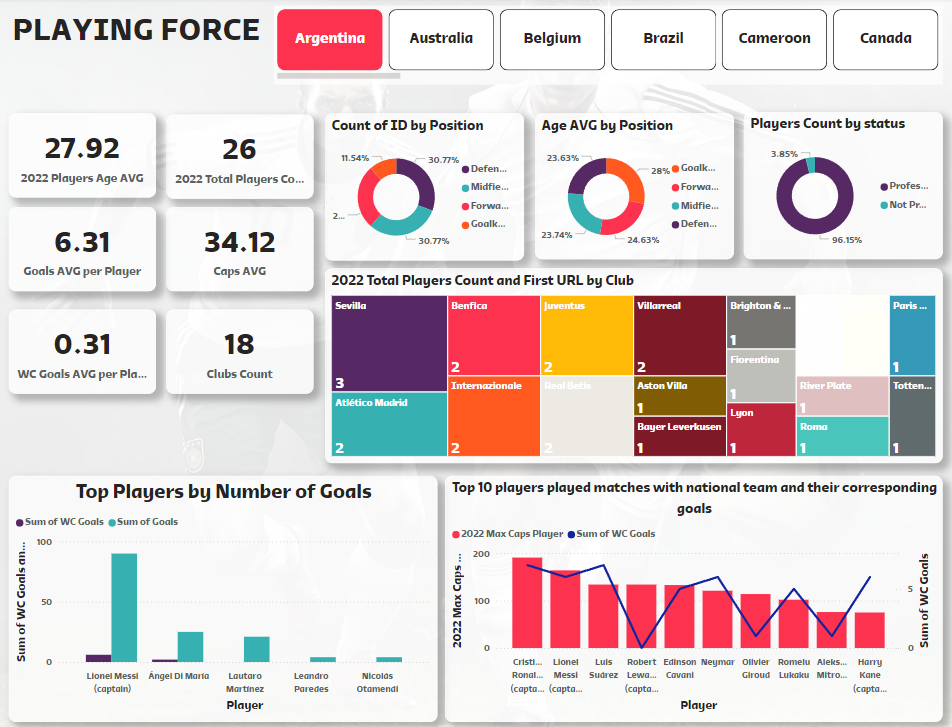 PLAYING FORCE
Argentina
Australia
Belgium
Brazil
Cameroon
Canada
27.92
2022 Players Age AVG
26
2022 Total Players Co...
6.31
Goals AVG per Player
34.12
Caps AVG
0.31
WC Goals AVG per Pla...
18
Clubs Count
Count of ID by Position
11.54%
30.77%
2...
30.77%
Defen...
Midfie...
Forwa...
Goalk...
Age AVG by Position
23.63%
28%
23.74%
24.63%
Goalk...
Forwa...
Midfie...
Defen...
Players Count by status
3.85%
96.15%
Profes...
Not Pr...
2022 Total Players Count and First URL by Club
Sevilla
3
Atlético Madrid
2
Benfica
2
Internazionale
2
Juventus
2
Real Betis
2
Villarreal
2
Aston Villa
1
Bayer Leverkusen
1
Brighton & ...
1
Fiorentina
1
Lyon
1
River Plate
1
Roma
1
Paris ...
1
Totten...
1
Top Players by Number of Goals
Sum of WC Goals
Sum of Goals
Sum of WC Goals an...
100
50
0
Lionel Messi
(captain)
Ángel Di María
Lautaro
Martínez
Leandro
Paredes
Nicolás
Otamendi
Player
Top 10 players played matches with national team and their corresponding
goals
2022 Max Caps Player
Sum of WC Goals
2022 Max Caps ...
200
100
0
5
0
Sum of WC Goals
Cristi...
Ronal...
(capta...
Lionel
Messi
(capta...
Luis
Suárez
Robert
Lewa...
(capta...
Edinson
Cavani
Neymar
Olivier
Giroud
Romelu
Lukaku
Aleks...
Mitro...
Harry
Kane
(capta...
Player